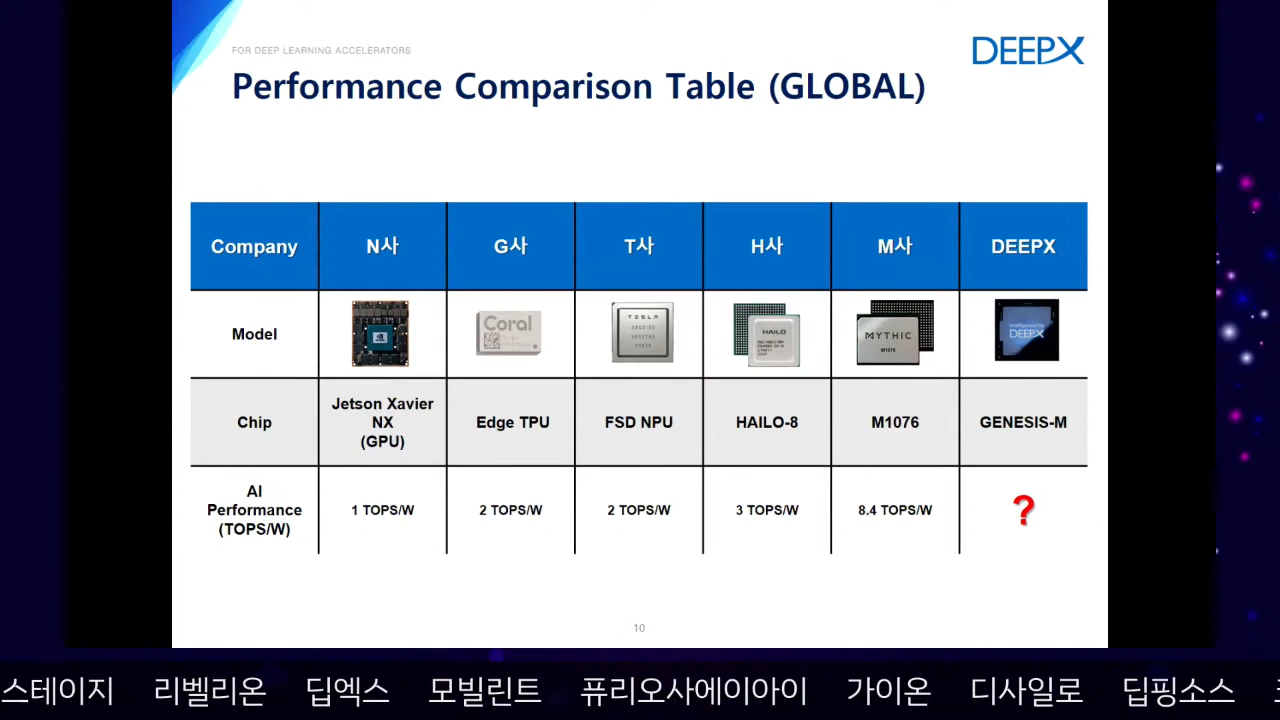 FOR DEEP LEARNING ACCELERATORS
DEEPX
Performance Comparison Table (GLOBAL)
Company N사 G사 T사 H사 M사 DEEPX
Model
Coral
TESLA
HAILO
MYTHIC
M1076
DEEPX
Chip
Jetson Xavier
NX
(GPU)
Edge TPU
FSD NPU
HAILO-8
M1076
GENESIS-M
AI
Performance
(TOPS/W)
1 TOPS/W 2 TOPS/W 2 TOPS/W 3 TOPS/W 8.4 TOPS/W ?
10
스테이지 리벨리온 딥엑스 모빌린트 퓨리오사에이아이 가이온 디사일로 딥핑소스